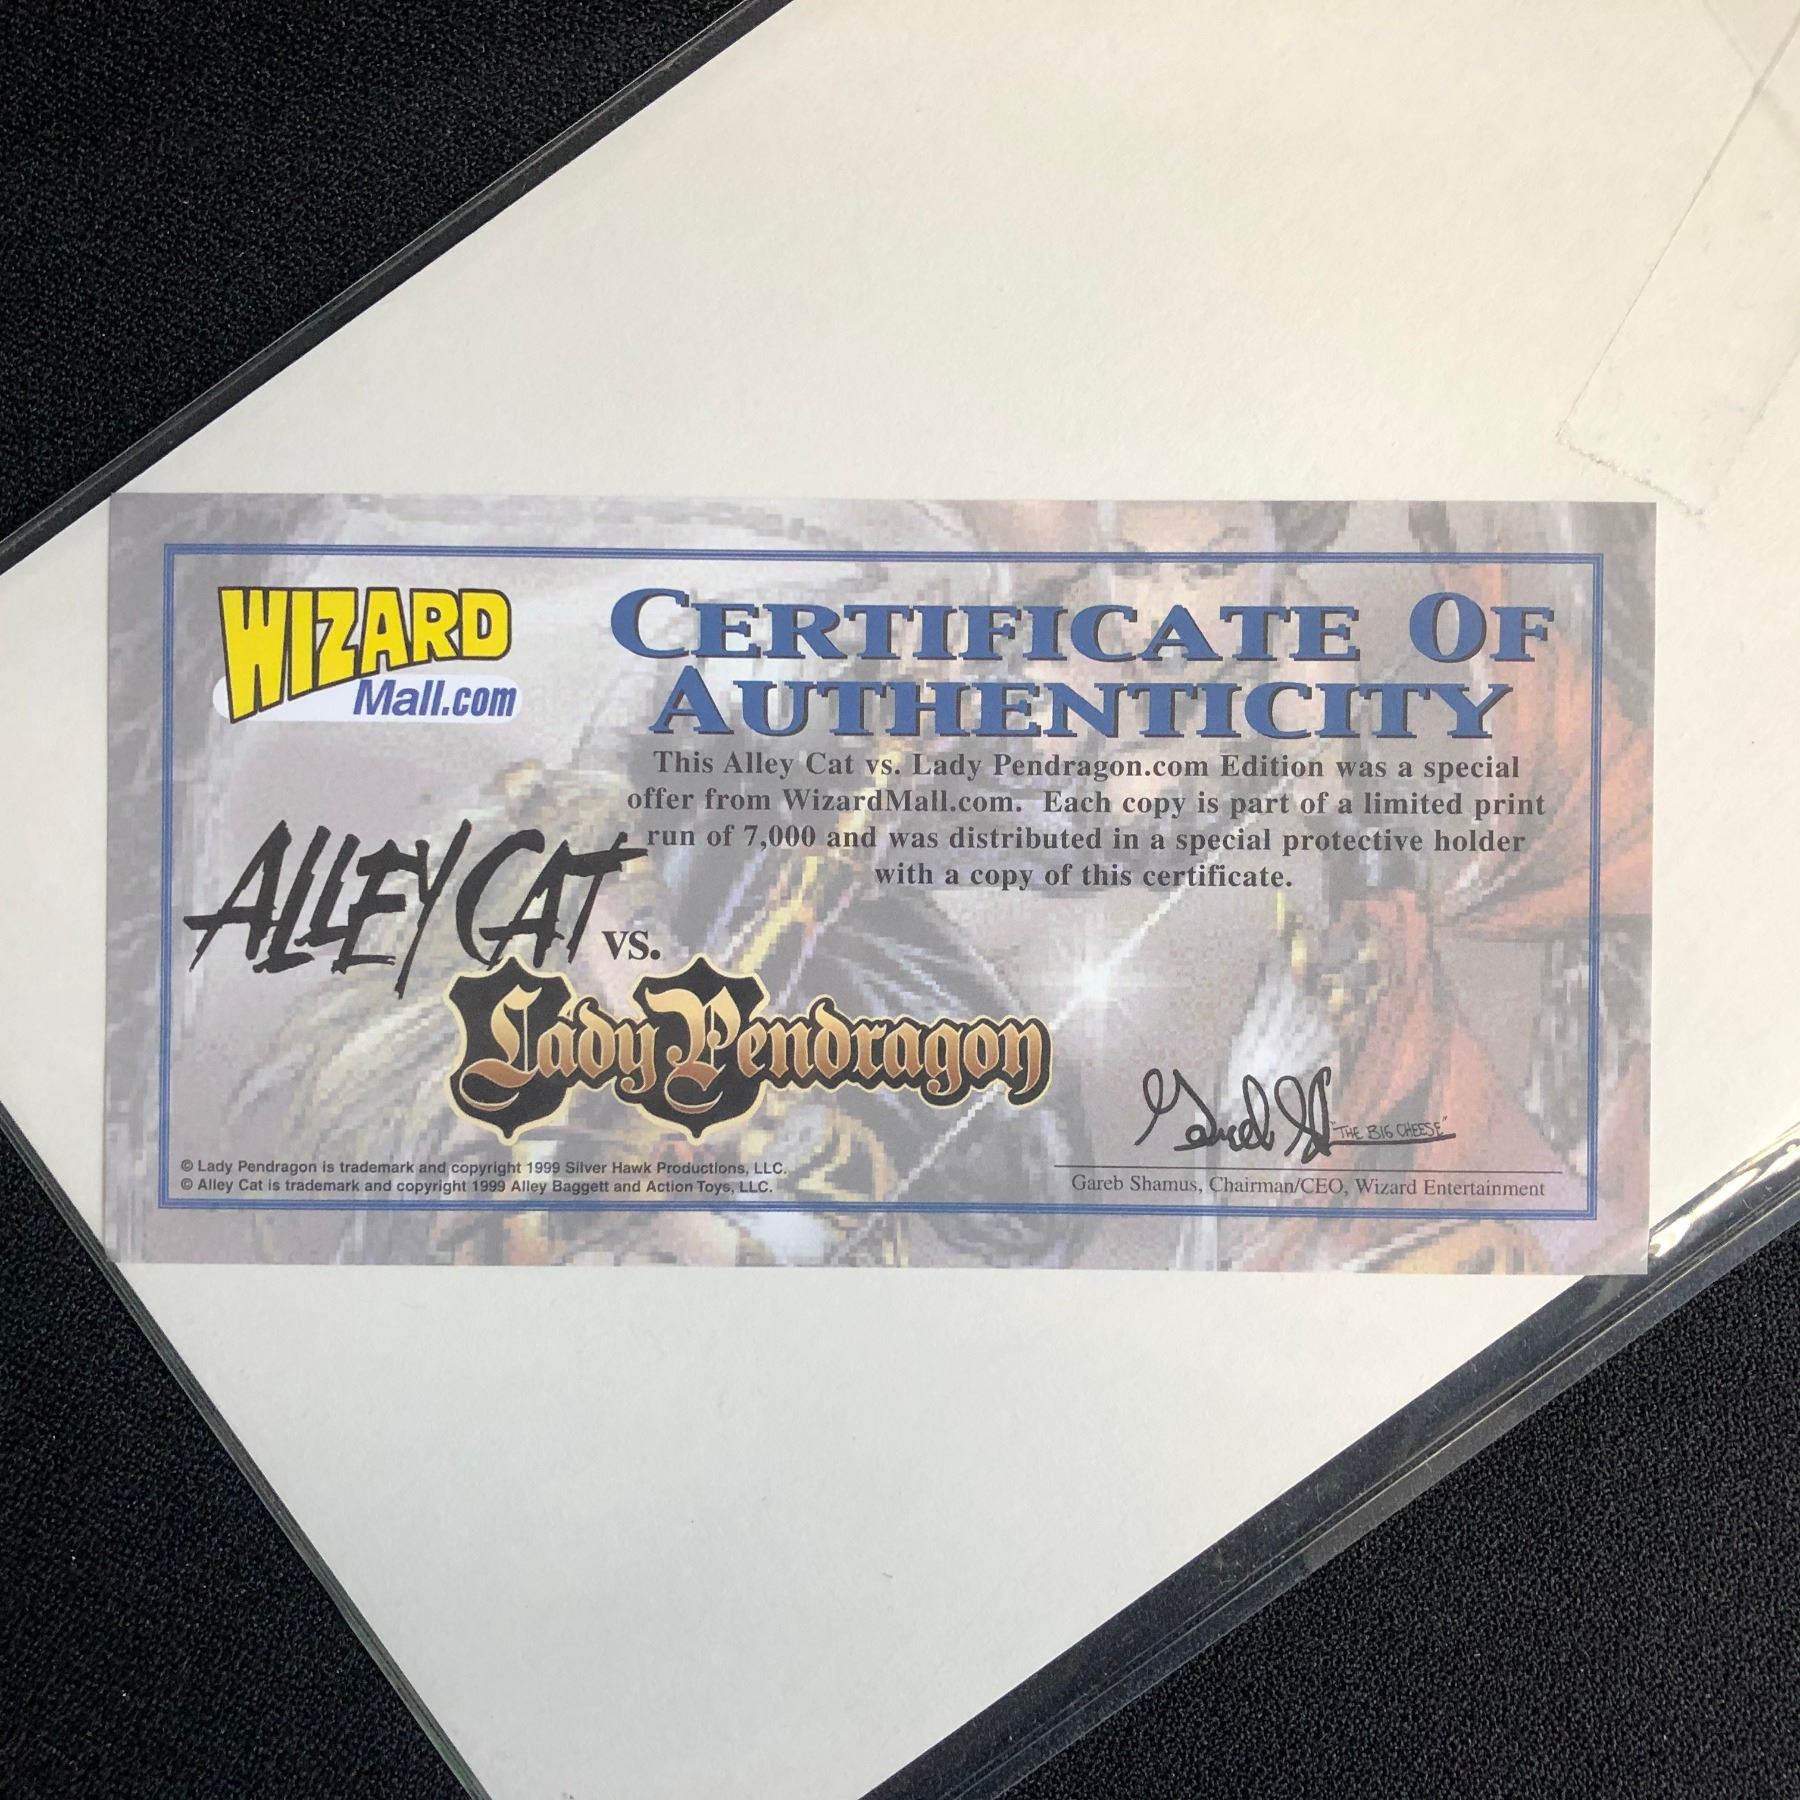 WIZARD
Mall.com
CERTIFICATE OF
AUTHENTICITY
This Alley Cat vs. Lady Pendragon.com Edition was a special
offer from WizardMall.com. Each copy is part of a limited print
run of 7,000 and was distributed in a special protective holder
with a copy of this certificate.
ALLEY CAT
vs.
Lady Pendragon
"THE BIG CHEESE"
Gareb Shamus, Chairman/CEO, Wizard Entertainment
© Lady Pendragon is trademark and copyright 1999 Silver Hawk Productions, LLC.
© Alley Cat is trademark and copyright 1999 Alley Baggett and Action Toys, LLC.